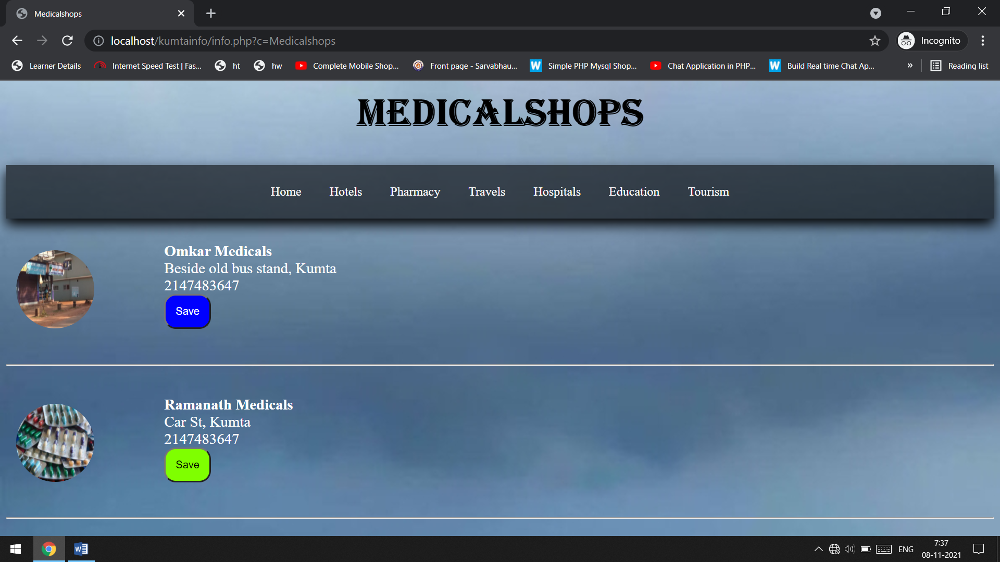 Medicalshops
localhost/kumtainfo/info.php?c=Medicalshops
Incognito
Learner Details
Internet Speed Test | Fas...
ht
hw
Complete Mobile Shop...
Front page - Sarvabhau...
Simple PHP Mysql Shop...
Chat Application in PHP...
Build Real time Chat Ap...
»
Reading list
MEDICALSHOPS
Home Hotels Pharmacy Travels Hospitals Education Tourism
Omkar Medicals
Beside old bus stand, Kumta
2147483647
Save
Ramanath Medicals
Car St, Kumta
2147483647
Save
ENG
7:37
08-11-2021